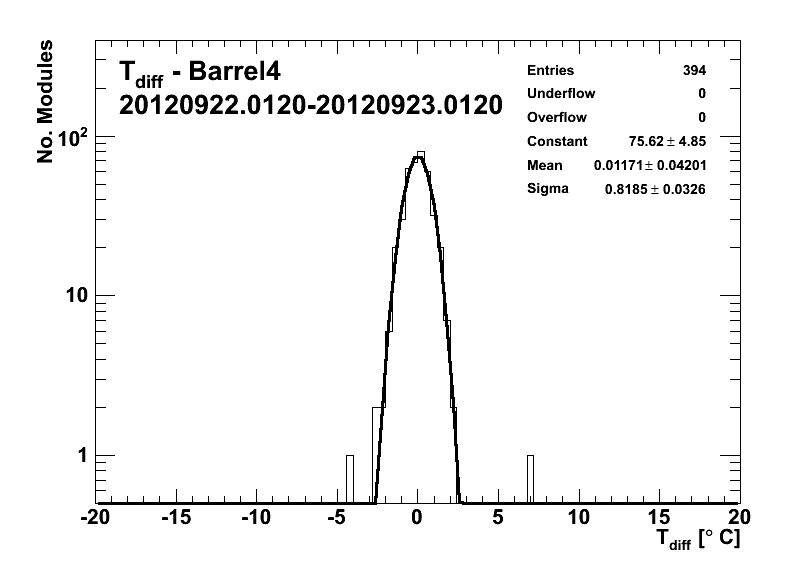 No. Modules
T_diff - Barrel4
20120922.0120-20120923.0120
Entries 394
Underflow 0
Overflow 0
Constant 75.62 ± 4.85
Mean 0.01171 ± 0.04201
Sigma 0.8185 ± 0.0326
10²
10
1
-20 -15 -10 -5 0 5 10 15 20
T_diff [° C]